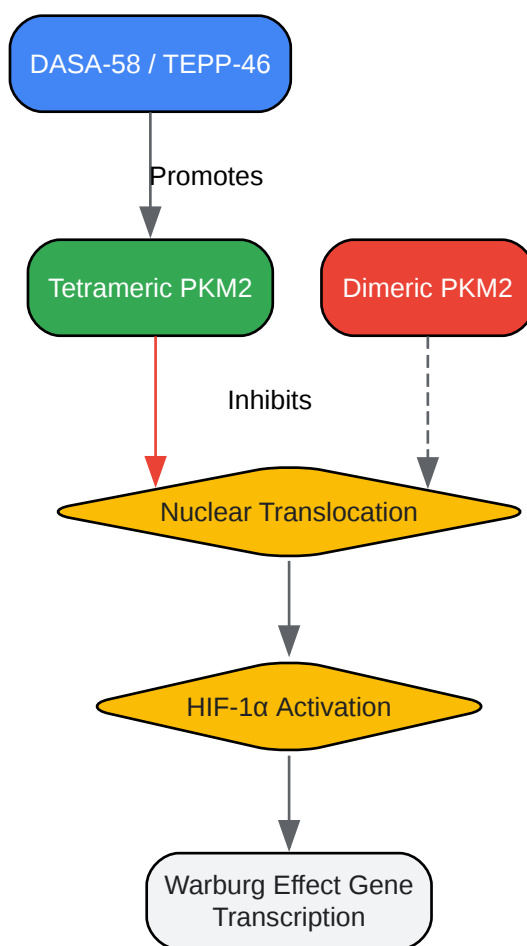 DASA-58 / TEPP-46
Promotes
Tetrameric PKM2
Dimeric PKM2
Inhibits
Nuclear Translocation
HIF-1α Activation
Warburg Effect Gene
Transcription